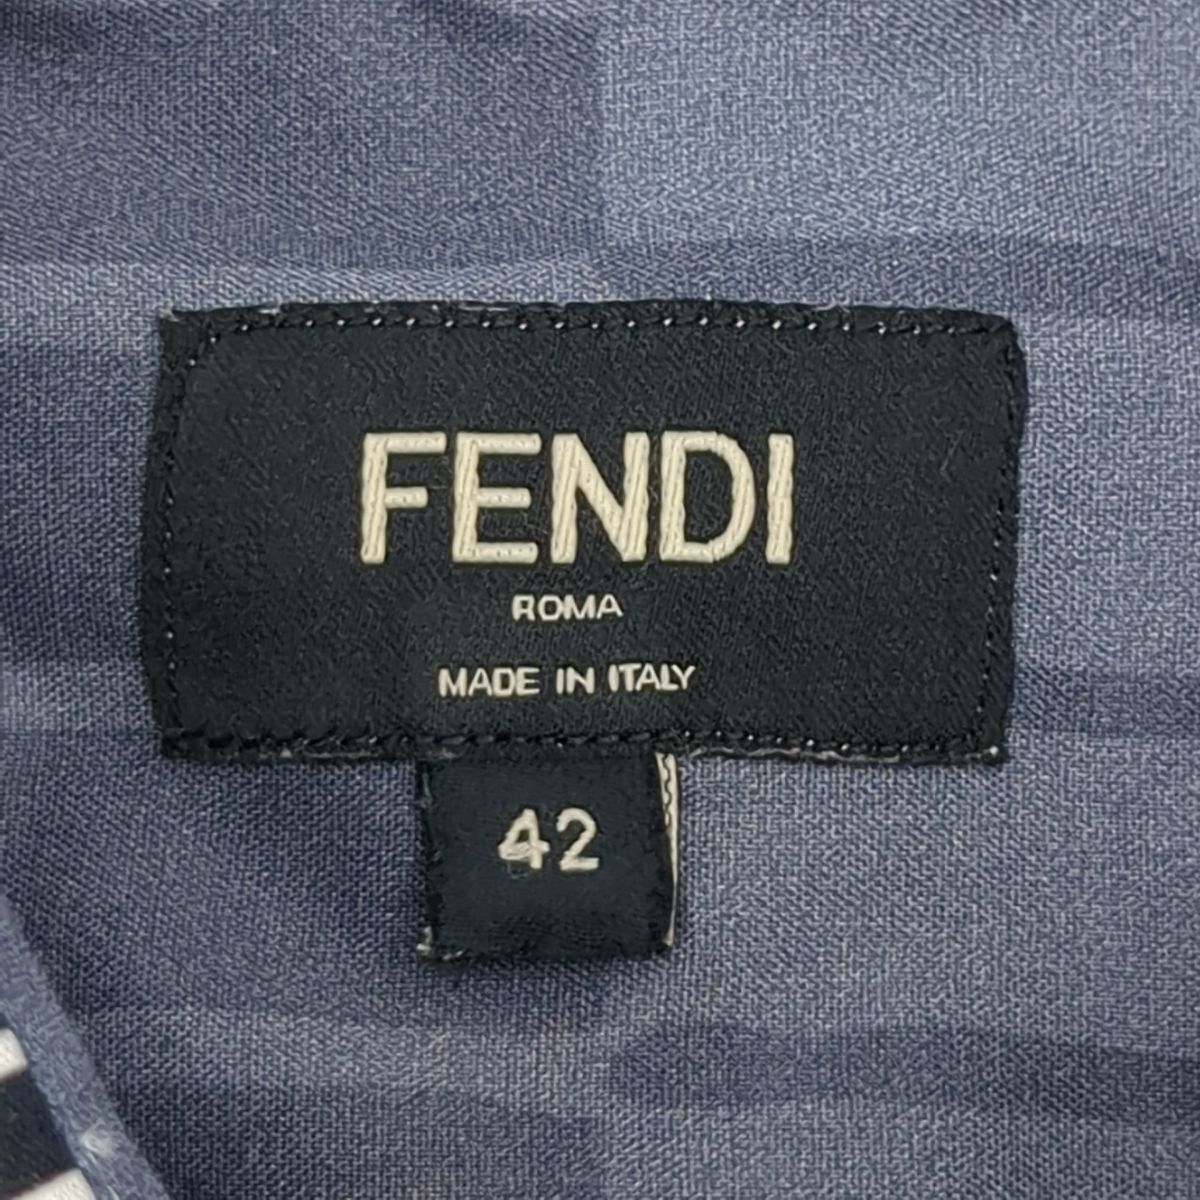 FENDI
ROMA
MADE IN ITALY
42